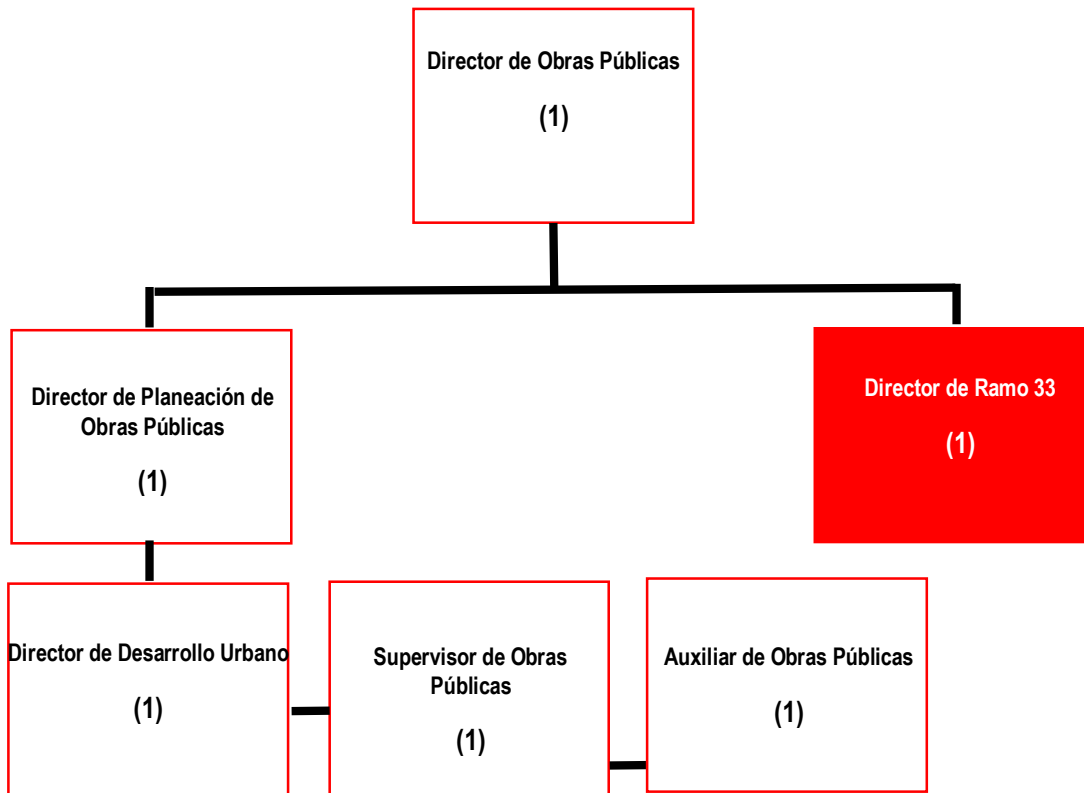 Director de Obras Públicas
(1)
Director de Planeación de
Obras Públicas
(1)
Director de Ramo 33
(1)
Director de Desarrollo Urbano
(1)
Supervisor de Obras
Públicas
(1)
Auxiliar de Obras Públicas
(1)